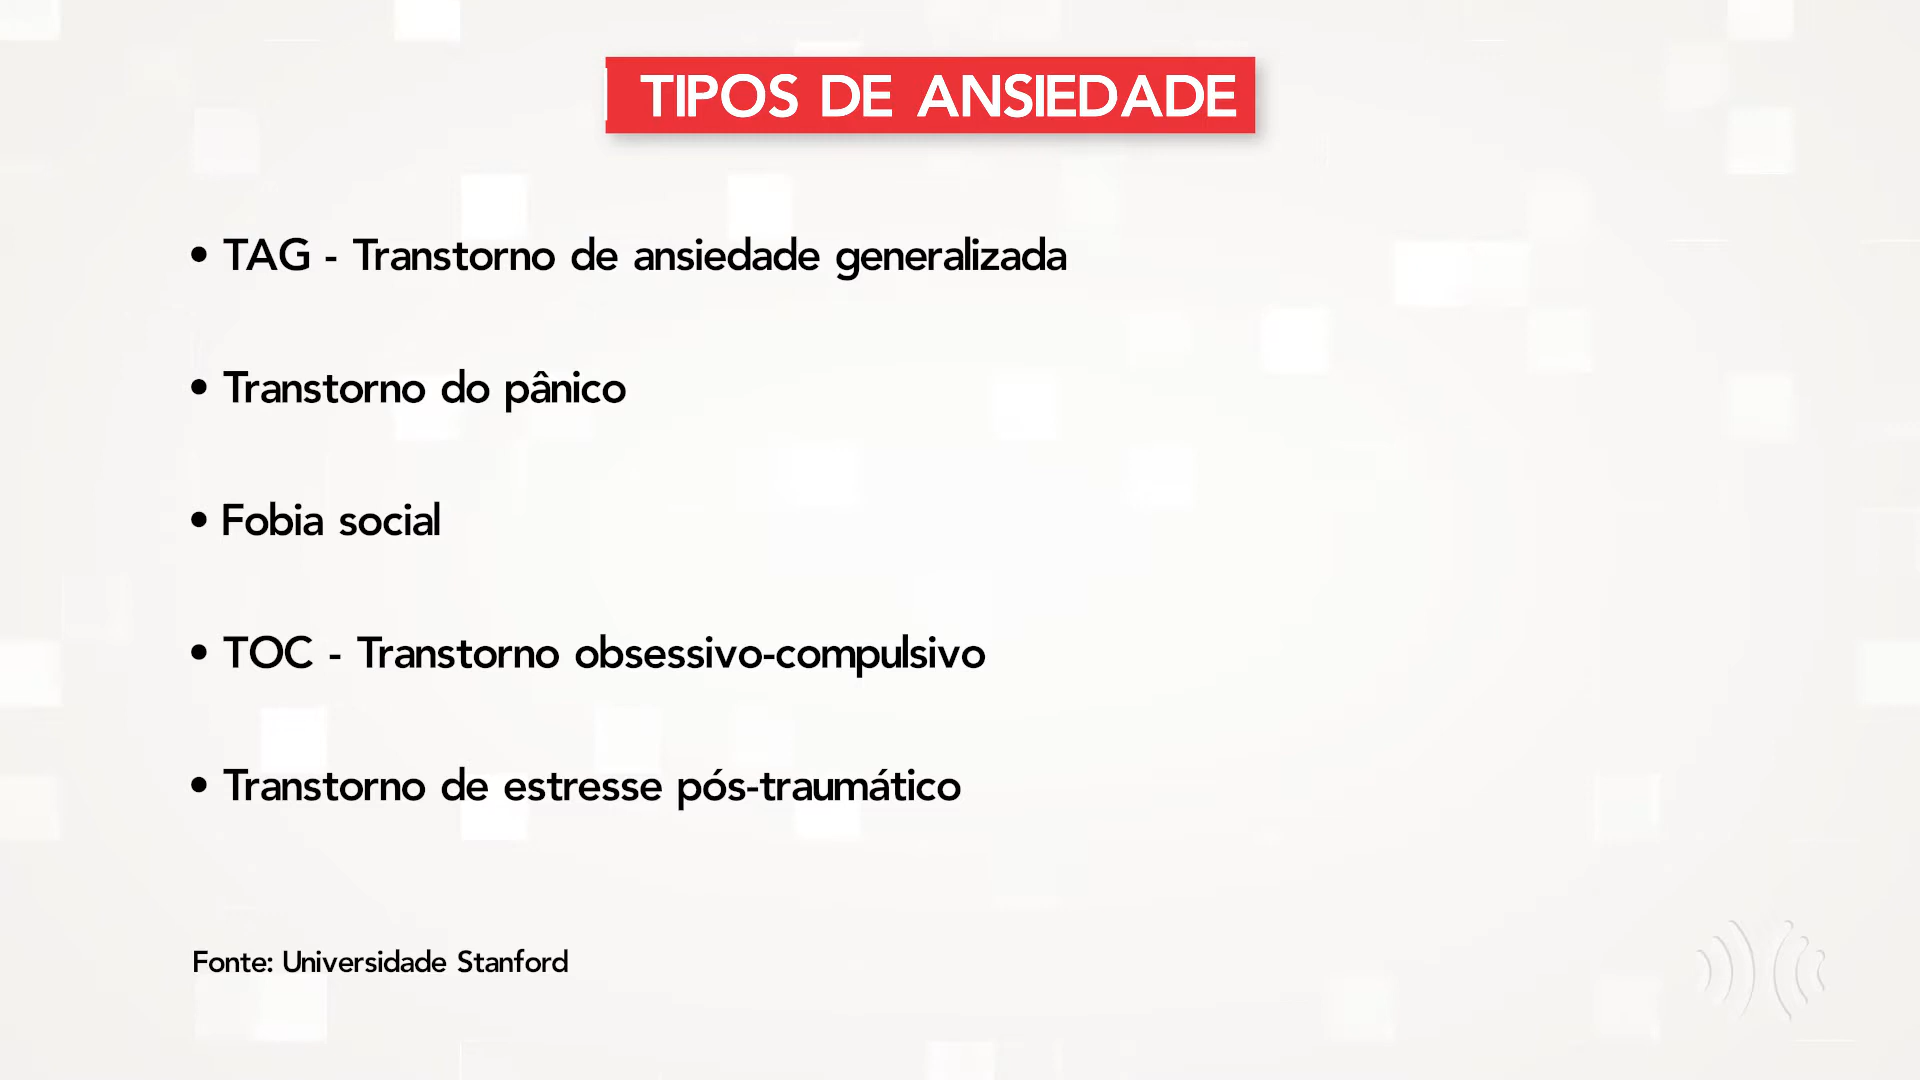 TIPOS DE ANSIEDADE
• TAG - Transtorno de ansiedade generalizada
• Transtorno do pânico
• Fobia social
• TOC - Transtorno obsessivo-compulsivo
• Transtorno de estresse pós-traumático
Fonte: Universidade Stanford